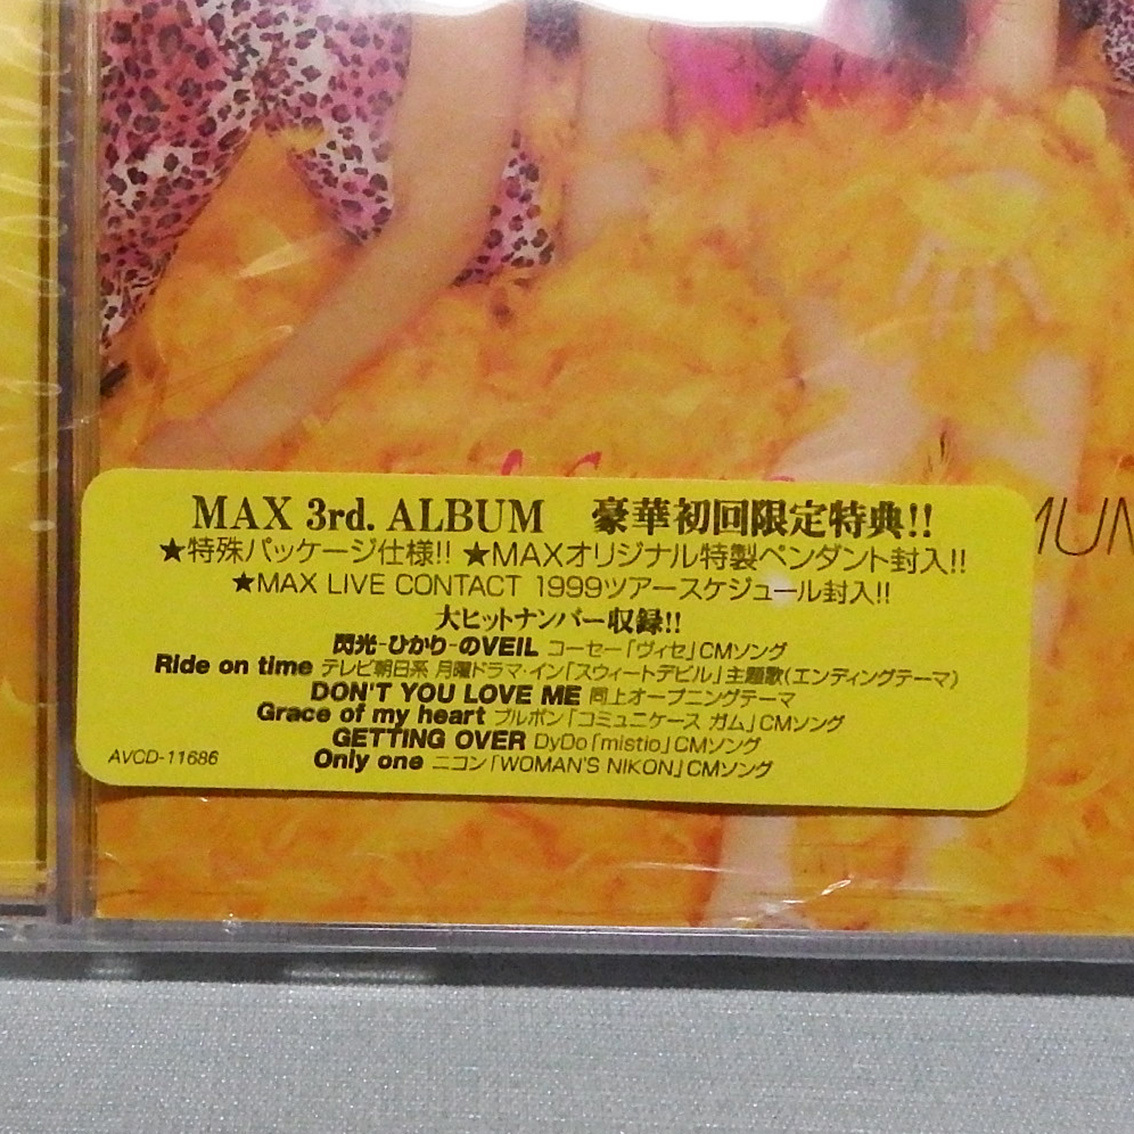 MAX 3rd. ALBUM 豪華初回限定特典!!
★特殊パッケージ仕様!! ★MAXオリジナル特製ペンダント封入!!
★MAX LIVE CONTACT 1999ツアースケジュール封入!!
大ヒットナンバー収録!!
閃光-ひかり-のVEIL コーセー「ヴィセ」CMソング
Ride on time テレビ朝日系 月曜ドラマ・イン「スウィートデビル」主題歌(エンディングテーマ)
DON'T YOU LOVE ME 同上オープニングテーマ
Grace of my heart ブルボン「コミュニケース ガム」CMソング
GETTING OVER DyDo「mistio」CMソング
Only one ニコン「WOMAN'S NIKON」CMソング
AVCD-11686